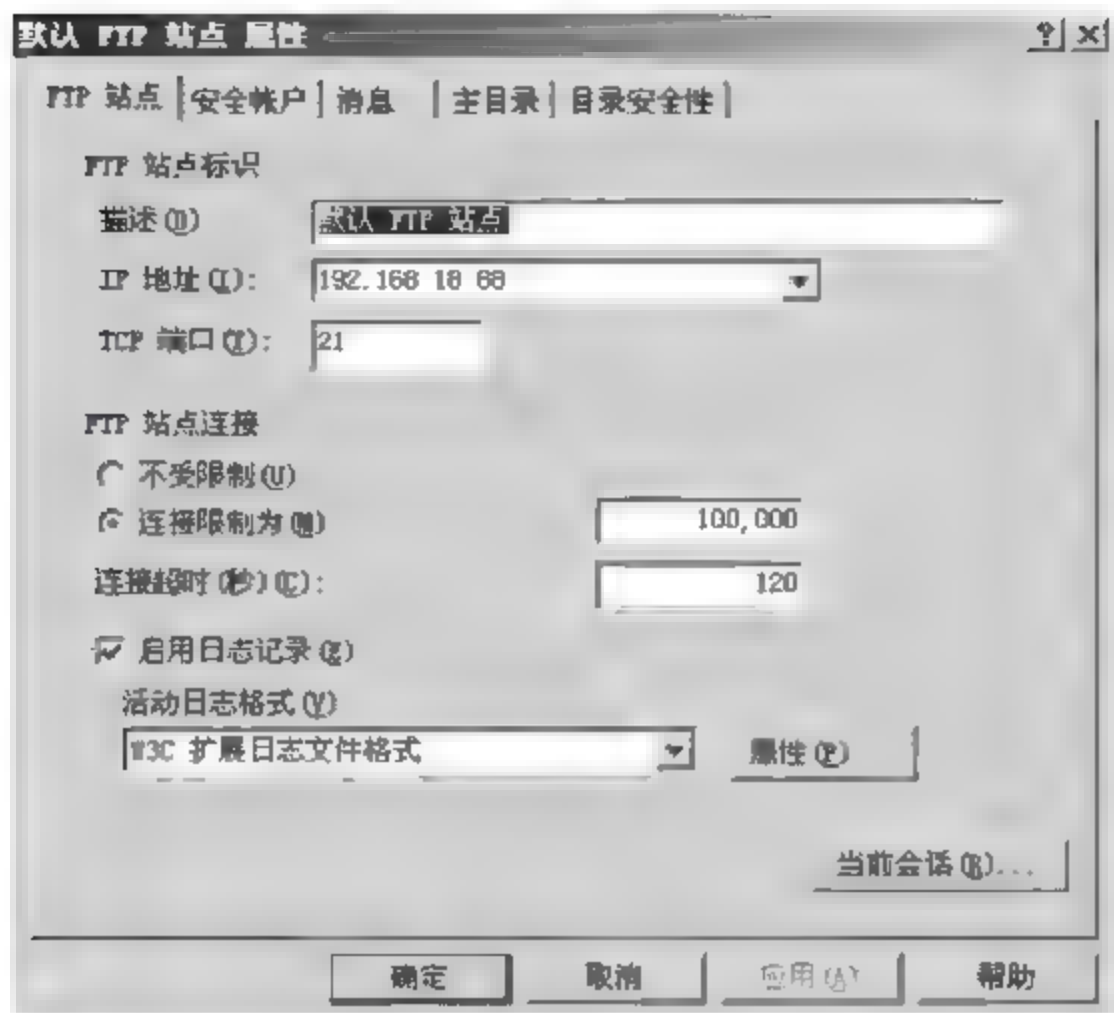 默认 FTP 站点 属性
FTP 站点 安全帐户 消息 主目录 目录安全性
FTP 站点标识
描述(D)
默认 FTP 站点
IP 地址(I):
192.168 18 68
TCP 端口(T):
21
FTP 站点连接
不受限制(U)
连接限制为(M)
100,000
连接超时(秒)(C):
120
启用日志记录(E)
活动日志格式(V)
W3C 扩展日志文件格式
属性(P)
当前会话(R)...
确定 取消 应用(A) 帮助